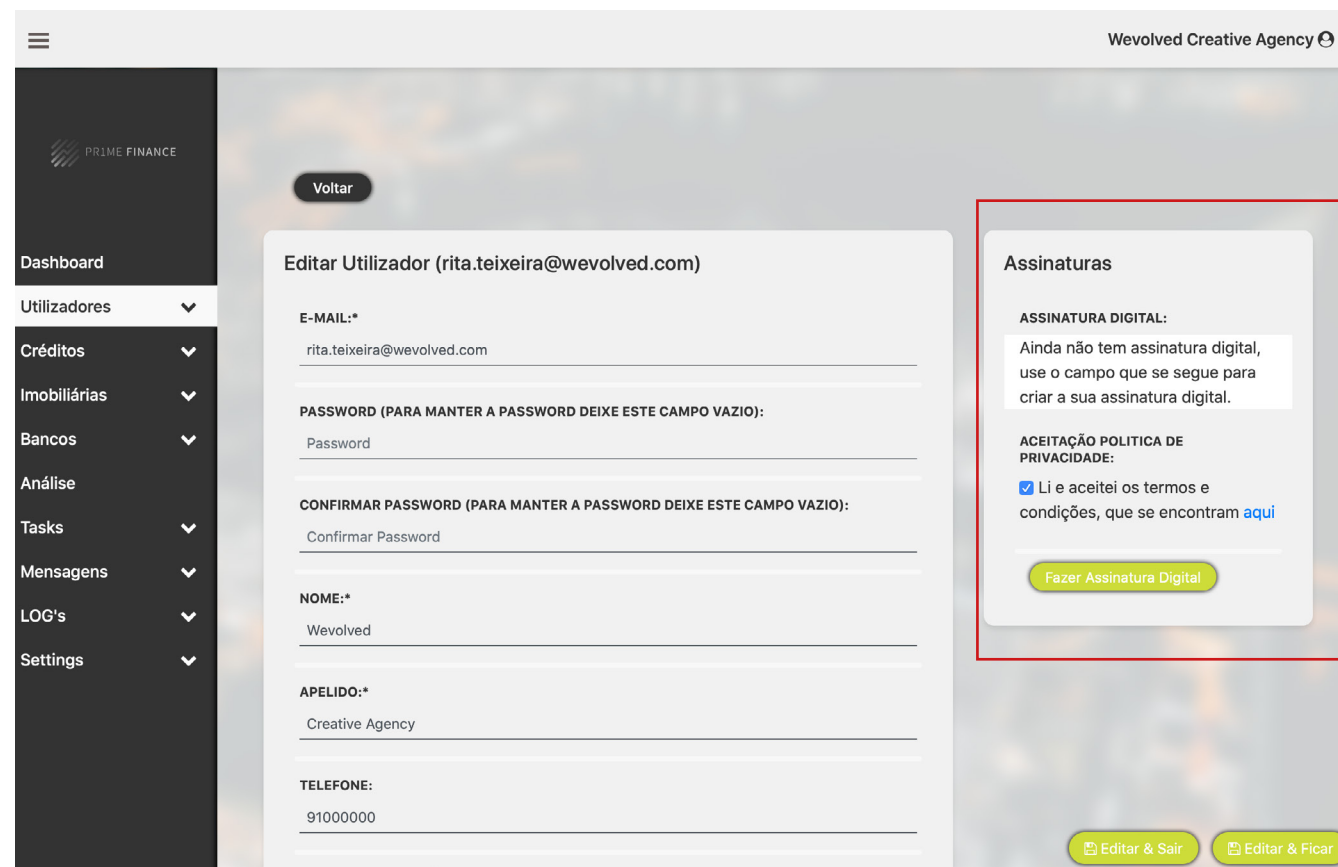 Wevolved Creative Agency
PR1ME FINANCE
Voltar
Dashboard
Utilizadores
Créditos
Imobiliárias
Bancos
Análise
Tasks
Mensagens
LOG's
Settings
Editar Utilizador (rita.teixeira@wevolved.com)
E-MAIL:*
rita.teixeira@wevolved.com
PASSWORD (PARA MANTER A PASSWORD DEIXE ESTE CAMPO VAZIO):
Password
CONFIRMAR PASSWORD (PARA MANTER A PASSWORD DEIXE ESTE CAMPO VAZIO):
Confirmar Password
NOME:*
Wevolved
APELIDO:*
Creative Agency
TELEFONE:
91000000
Assinaturas
ASSINATURA DIGITAL:
Ainda não tem assinatura digital,
use o campo que se segue para
criar a sua assinatura digital.
ACEITAÇÃO POLITICA DE
PRIVACIDADE:
Li e aceitei os termos e
condições, que se encontram aqui
Fazer Assinatura Digital
Editar & Sair
Editar & Ficar